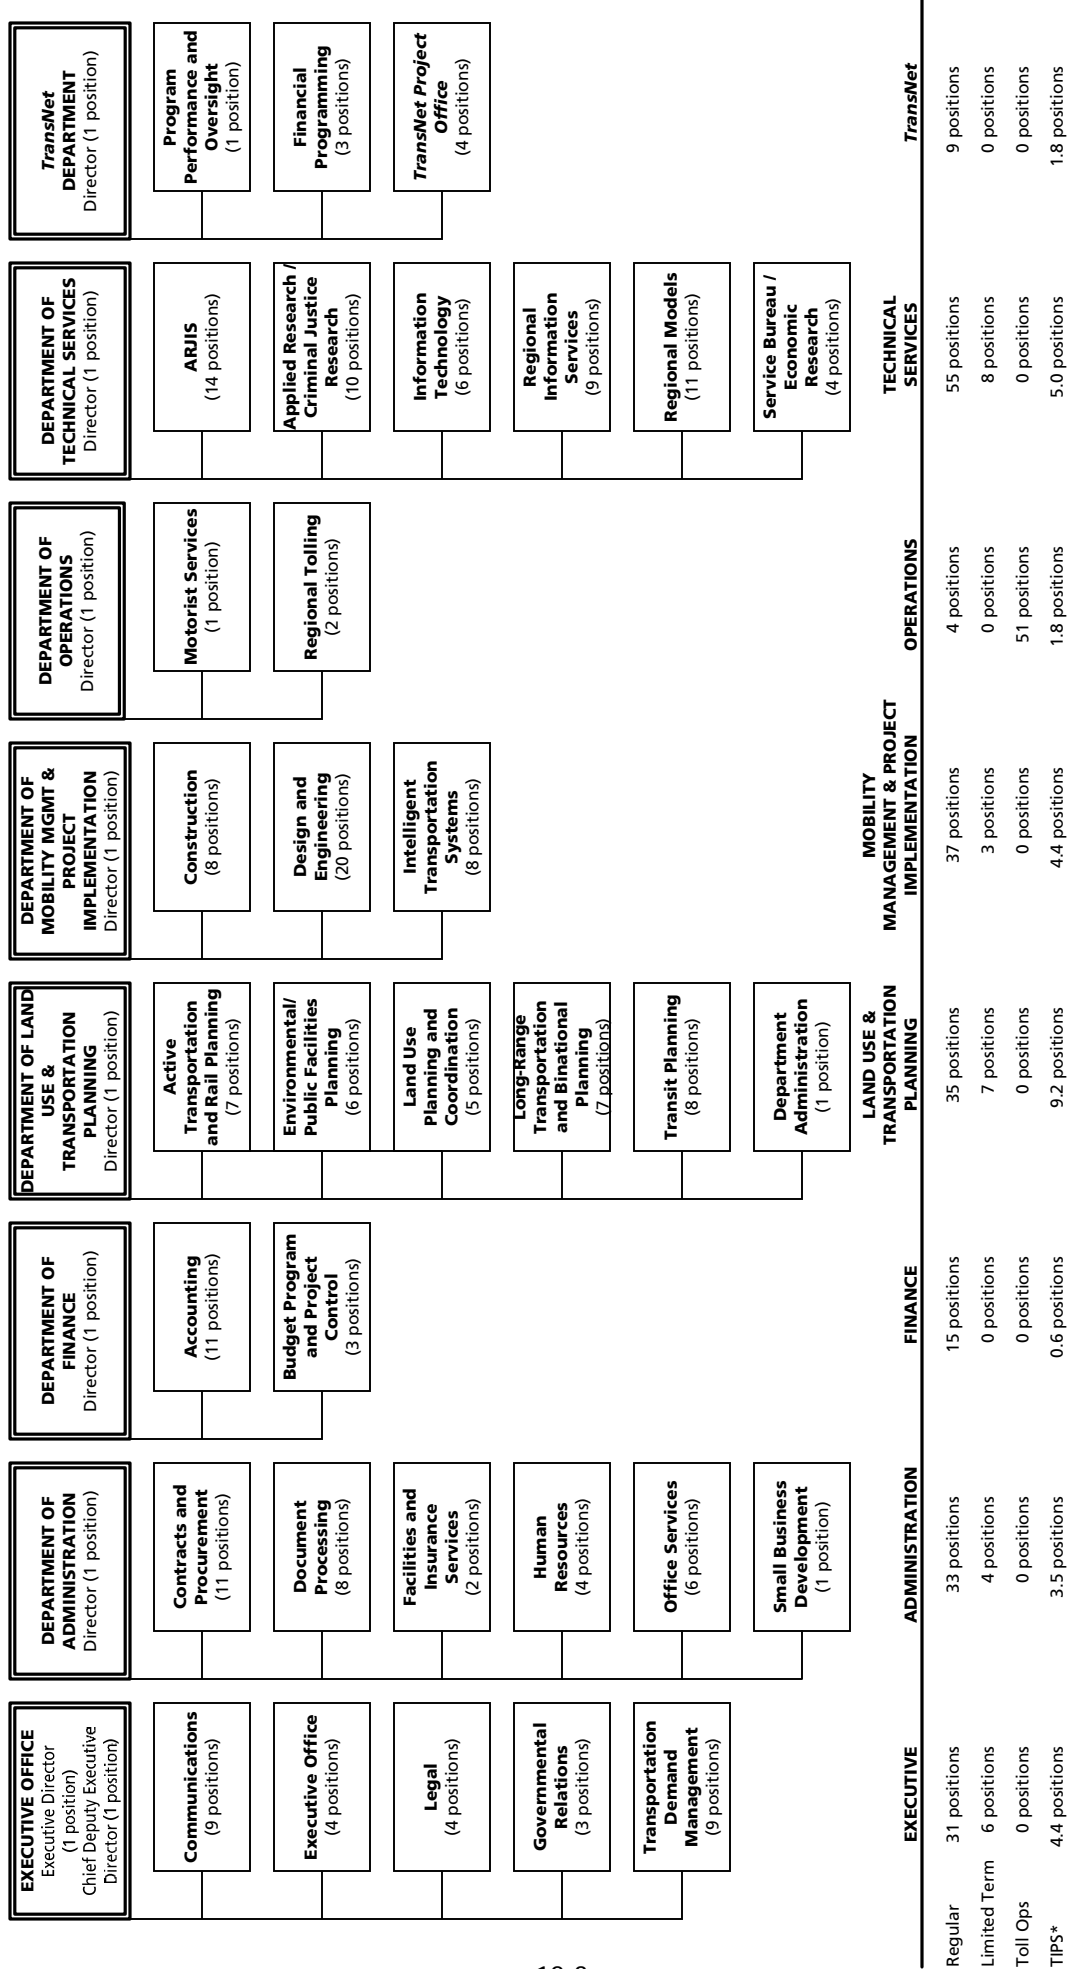 EXECUTIVE OFFICE
Executive Director
(1 position)
Chief Deputy Executive
Director (1 position)
Communications
(9 positions)
Executive Office
(4 positions)
Legal
(4 positions)
Governmental
Relations
(3 positions)
Transportation
Demand
Management
(9 positions)
DEPARTMENT OF
ADMINISTRATION
Director (1 position)
Contracts and
Procurement
(11 positions)
Document
Processing
(8 positions)
Facilities and
Insurance
Services
(2 positions)
Human
Resources
(4 positions)
Office Services
(6 positions)
Small Business
Development
(1 position)
DEPARTMENT OF
FINANCE
Director (1 position)
Accounting
(11 positions)
Budget Program
and Project
Control
(3 positions)
DEPARTMENT OF LAND
USE &
TRANSPORTATION
PLANNING
Director (1 position)
Active
Transportation
and Rail Planning
(7 positions)
Environmental/
Public Facilities
Planning
(6 positions)
Land Use
Planning and
Coordination
(5 positions)
Long-Range
Transportation
and Binational
Planning
(7 positions)
Transit Planning
(8 positions)
Department
Administration
(1 position)
DEPARTMENT OF
MOBILITY MGMT &
PROJECT
IMPLEMENTATION
Director (1 position)
Construction
(8 positions)
Design and
Engineering
(20 positions)
Intelligent
Transportation
Systems
(8 positions)
DEPARTMENT OF
OPERATIONS
Director (1 position)
Motorist Services
(1 position)
Regional Tolling
(2 positions)
DEPARTMENT OF
TECHNICAL SERVICES
Director (1 position)
ARJIS
(14 positions)
Applied Research /
Criminal Justice
Research
(10 positions)
Information
Technology
(6 positions)
Regional
Information
Services
(9 positions)
Regional Models
(11 positions)
Service Bureau /
Economic
Research
(4 positions)
TransNet
DEPARTMENT
Director (1 position)
Program
Performance and
Oversight
(1 position)
Financial
Programming
(3 positions)
TransNet Project
Office
(4 positions)
EXECUTIVE ADMINISTRATION FINANCE LAND USE & TRANSPORTATION PLANNING MOBILITY MANAGEMENT & PROJECT IMPLEMENTATION OPERATIONS TECHNICAL SERVICES TransNet
Regular 31 positions 33 positions 15 positions 35 positions 37 positions 4 positions 55 positions 9 positions
Limited Term 6 positions 4 positions 0 positions 7 positions 3 positions 0 positions 8 positions 0 positions
Toll Ops 0 positions 0 positions 0 positions 0 positions 0 positions 51 positions 0 positions 0 positions
TIPS* 4.4 positions 3.5 positions 0.6 positions 9.2 positions 4.4 positions 1.8 positions 5.0 positions 1.8 positions